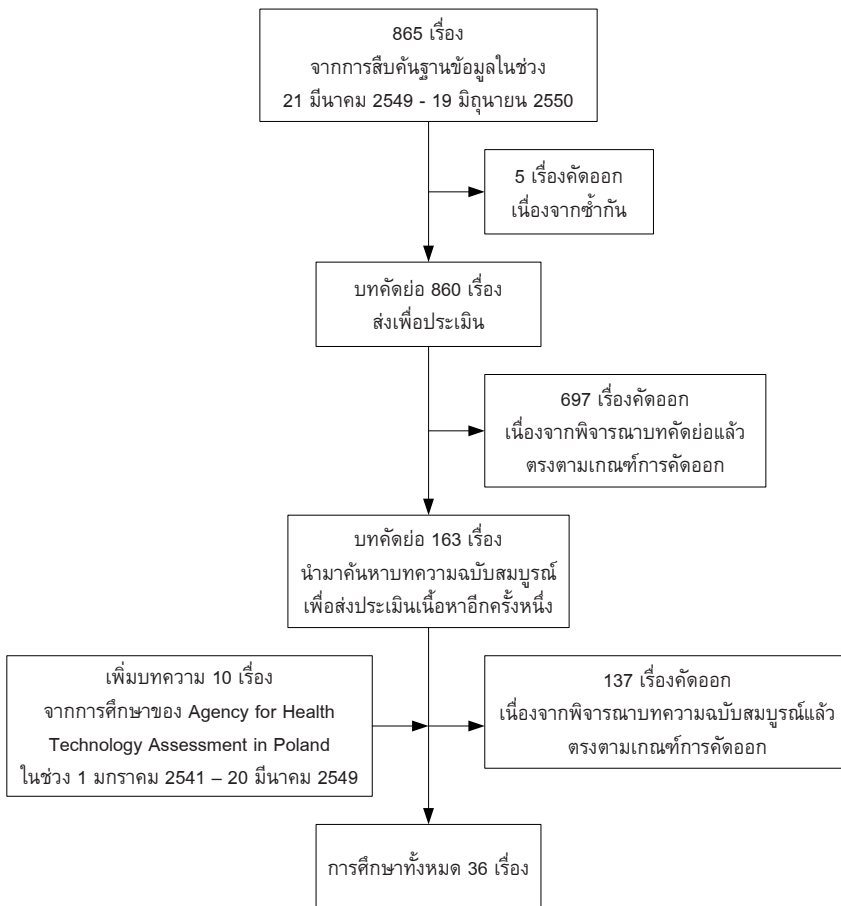 865 เรื่อง
จากการสืบค้นฐานข้อมูลในช่วง
21 มีนาคม 2549 - 19 มิถุนายน 2550
5 เรื่องคัดออก
เนื่องจากซ้ำกัน
บทคัดย่อ 860 เรื่อง
ส่งเพื่อประเมิน
697 เรื่องคัดออก
เนื่องจากพิจารณาบทคัดย่อแล้ว
ตรงตามเกณฑ์การคัดออก
บทคัดย่อ 163 เรื่อง
นำมาค้นหาบทความฉบับสมบูรณ์
เพื่อส่งประเมินเนื้อหาอีกครั้งหนึ่ง
เพิ่มบทความ 10 เรื่อง
จากการศึกษาของ Agency for Health
Technology Assessment in Poland
ในช่วง 1 มกราคม 2541 – 20 มีนาคม 2549
137 เรื่องคัดออก
เนื่องจากพิจารณาบทความฉบับสมบูรณ์แล้ว
ตรงตามเกณฑ์การคัดออก
การศึกษาทั้งหมด 36 เรื่อง